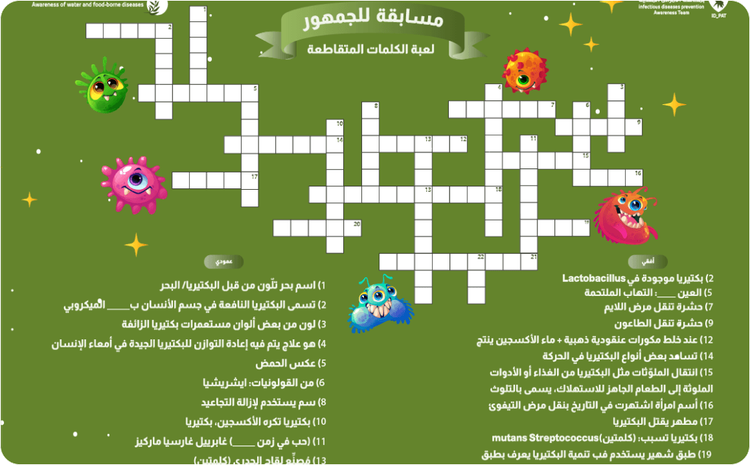 Awareness of water and food-borne diseases
infectious diseases prevention
Awareness Team
ID_PAT
مسابقة للجمهور
لعبة الكلمات المتقاطعة
أفقي
2) بكتيريا موجودة في Lactobacillus
5) العين ____: التهاب الملتحمة
7) حشرة تنقل مرض اللايم
9) حشرة تنقل الطاعون
12) عند خلط مكورات عنقودية ذهبية + ماء الأكسجين ينتج
14) تساعد بعض أنواع البكتيريا في الحركة
15) انتقال الملوّثات مثل البكتيريا من الغذاء أو الأدوات
الملوثة إلى الطعام الجاهز للاستهلاك، يسمى بالتلوث
16) أسم امرأة اشتهرت في التاريخ بنقل مرض التيفوئ
17) مطهر يقتل البكتيريا
18) بكتيريا تسبب: (كلمتين)mutans Streptococcus
19) طبق شهير يستخدم فب تنمية البكتيريا يعرف بطبق
عمودي
1) اسم بحر تلّون من قبل البكتيريا/ البحر
2) تسمى البكتيريا النافعة في جسم الأنسان ب____ الميكروبي
3) لون من بعض ألوان مستعمرات بكتيريا الزائفة
4) هو علاج يتم فيه إعادة التوازن للبكتيريا الجيدة في أمعاء الإنسان
5) عكس الحمض
6) من القولونيات: ايشريشيا
8) سم يستخدم لإزالة التجاعيد
10) بكتيريا تكره الأكسجين، بكتيريا
11) (حب في زمن ____) غابرييل غارسيا ماركيز
13) مُصنّع لقاح الجدري (كلمتين)
1
2
3
4
5
6
7
8
9
10
11
12
13
14
15
16
17
18
19
20
21
22